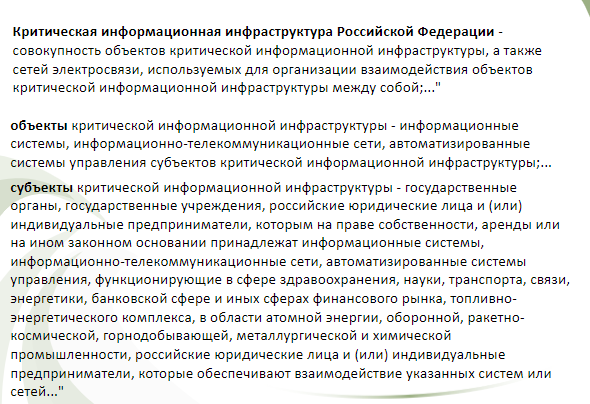 Критическая информационная инфраструктура Российской Федерации -
совокупность объектов критической информационной инфраструктуры, а также
сетей электросвязи, используемых для организации взаимодействия объектов
критической информационной инфраструктуры между собой;..."
объекты критической информационной инфраструктуры - информационные
системы, информационно-телекоммуникационные сети, автоматизированные
системы управления субъектов критической информационной инфраструктуры;...
субъекты критической информационной инфраструктуры - государственные
органы, государственные учреждения, российские юридические лица и (или)
индивидуальные предприниматели, которым на праве собственности, аренды или
на ином законном основании принадлежат информационные системы,
информационно-телекоммуникационные сети, автоматизированные системы
управления, функционирующие в сфере здравоохранения, науки, транспорта, связи,
энергетики, банковской сфере и иных сферах финансового рынка, топливно-
энергетического комплекса, в области атомной энергии, оборонной, ракетно-
космической, горнодобывающей, металлургической и химической
промышленности, российские юридические лица и (или) индивидуальные
предприниматели, которые обеспечивают взаимодействие указанных систем или
сетей..."